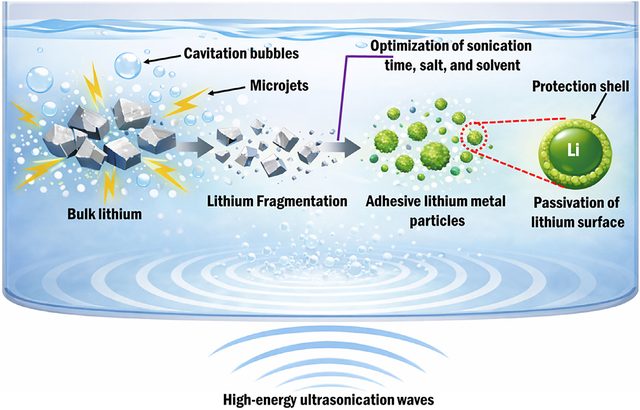 Cavitation bubbles
Microjets
Optimization of sonication
time, salt, and solvent
Protection shell
Li
Bulk lithium
Lithium Fragmentation
Adhesive lithium metal
particles
Passivation of
lithium surface
High-energy ultrasonication waves